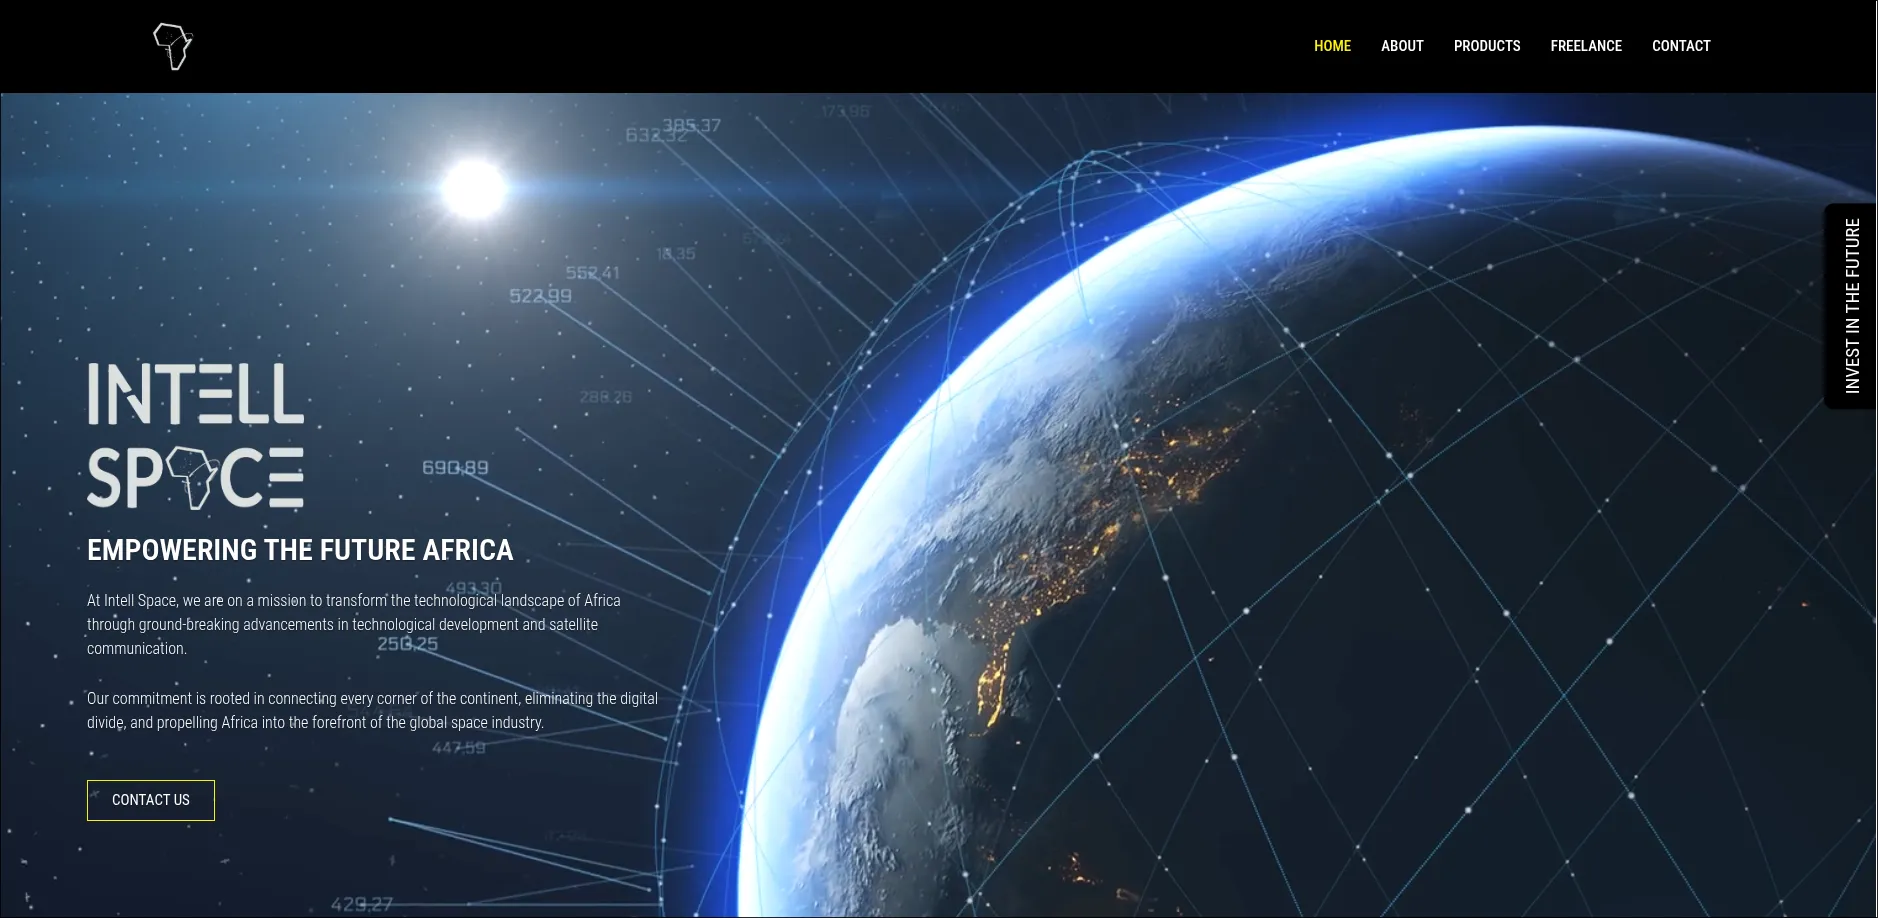 HOME ABOUT PRODUCTS FREELANCE CONTACT
385.37
632.32
18.35
552.41
522.99
INVEST IN THE FUTURE
288.26
INTELL
SPACE
690.89
EMPOWERING THE FUTURE AFRICA
493.30
At Intell Space, we are on a mission to transform the technological landscape of Africa
through ground-breaking advancements in technological development and satellite
250.25
communication.
Our commitment is rooted in connecting every corner of the continent, eliminating the digital
divide, and propelling Africa into the forefront of the global space industry.
447.59
CONTACT US
429.27